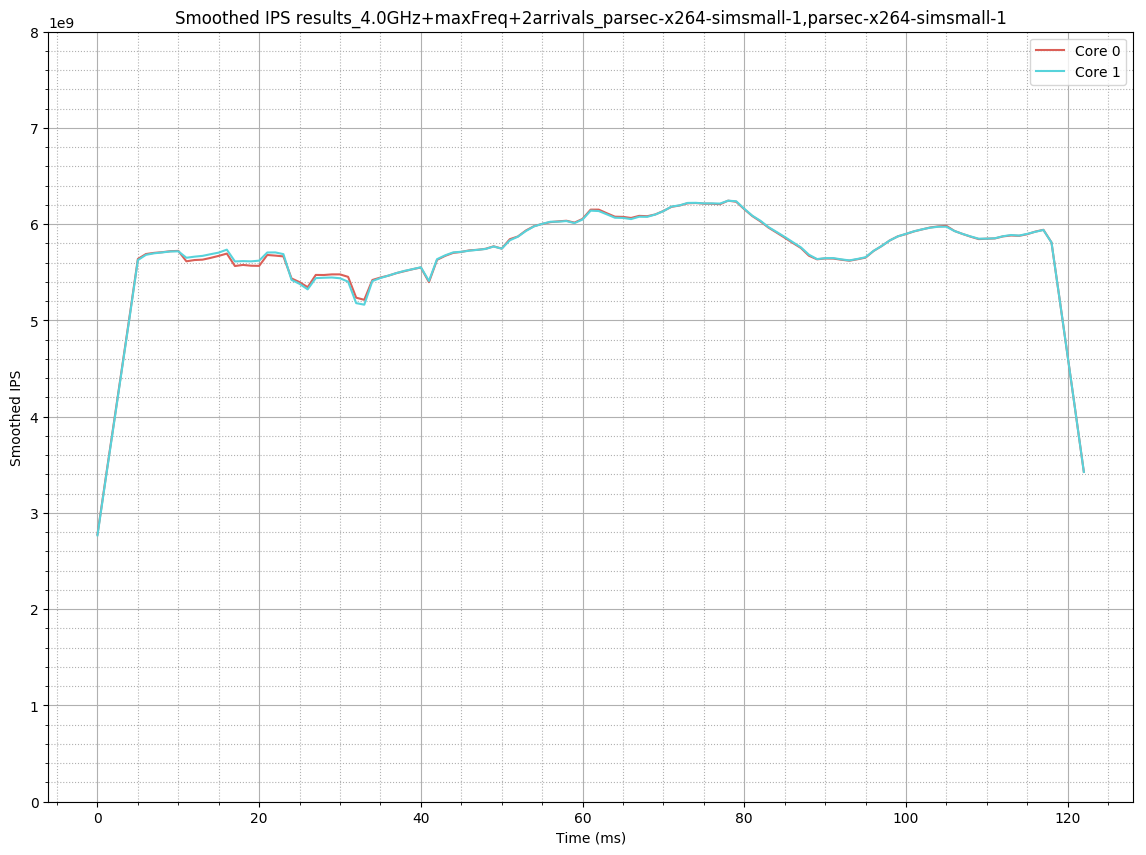 Smoothed IPS results_4.0GHz+maxFreq+2arrivals_parsec-x264-simsmall-1,parsec-x264-simsmall-1
1e9
Core 0
Core 1
8
7
6
5
4
3
2
1
0
Smoothed IPS
0 20 40 60 80 100 120
Time (ms)